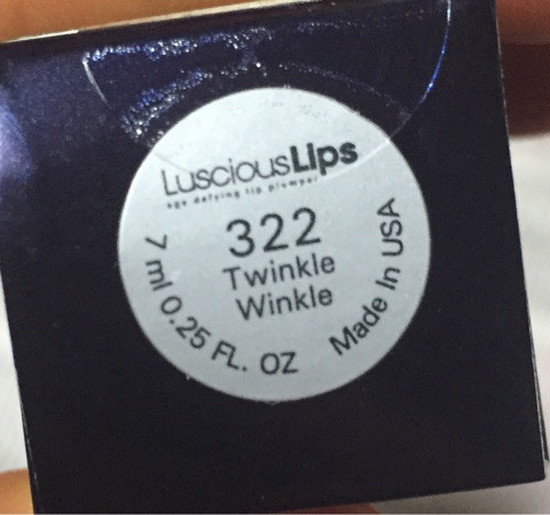 LusciousLips
age defying lip plumper
322
Twinkle
Winkle
7 ml 0.25 FL. OZ
Made In USA